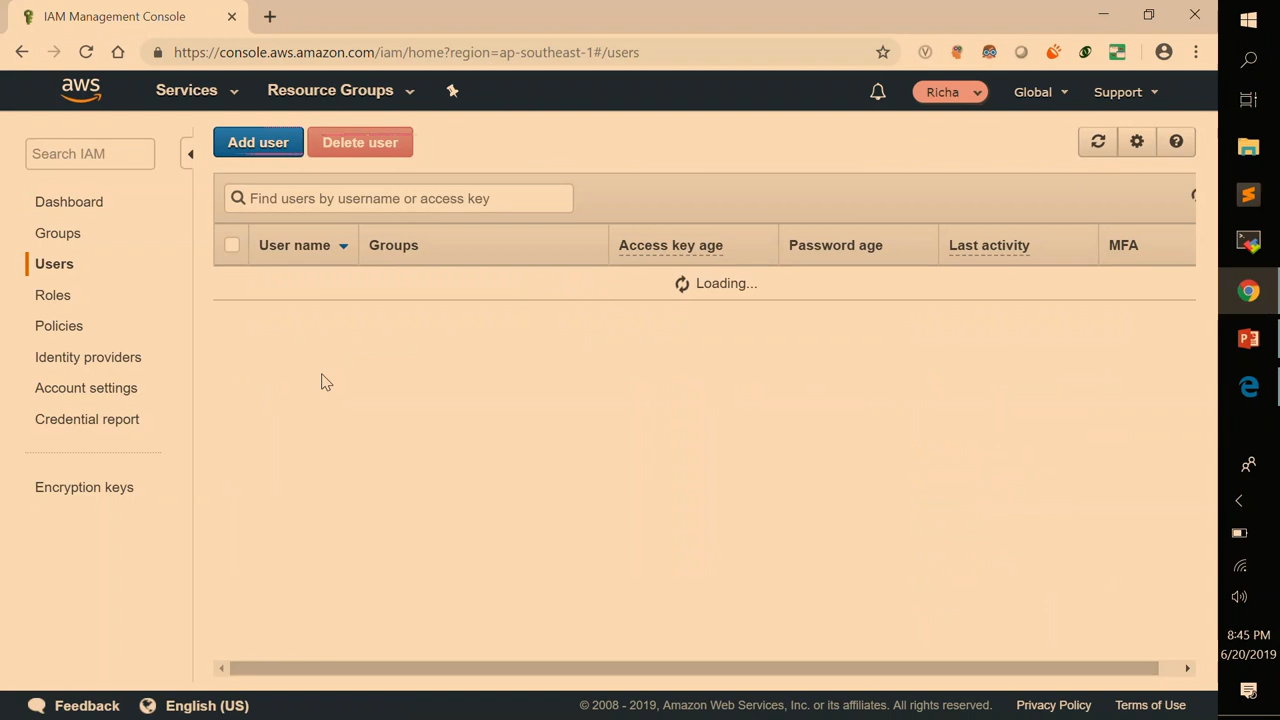 IAM Management Console
https://console.aws.amazon.com/iam/home?region=ap-southeast-1#/users
aws Services Resource Groups Richa Global Support
Search IAM
Dashboard
Groups
Users
Roles
Policies
Identity providers
Account settings
Credential report
Encryption keys
Add user Delete user
Find users by username or access key
User name Groups Access key age Password age Last activity MFA
Loading...
8:45 PM
6/20/2019
Feedback English (US) © 2008 - 2019, Amazon Web Services, Inc. or its affiliates. All rights reserved. Privacy Policy Terms of Use